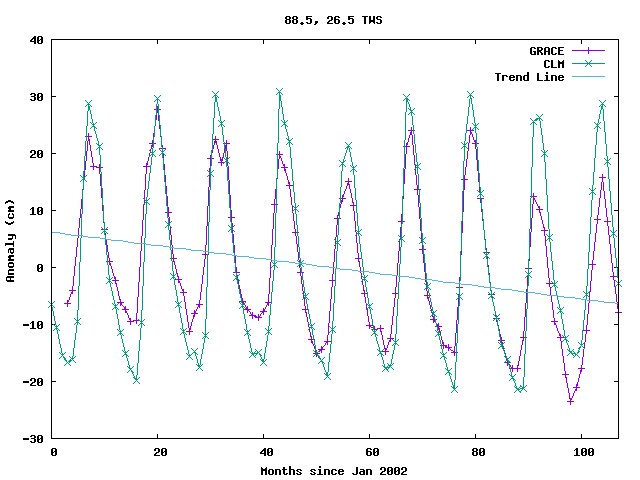 88.5, 26.5 TWS
GRACE
CLM
Trend Line
40
30
20
10
0
-10
-20
-30
Anomaly (cm)
0 20 40 60 80 100
Months since Jan 2002